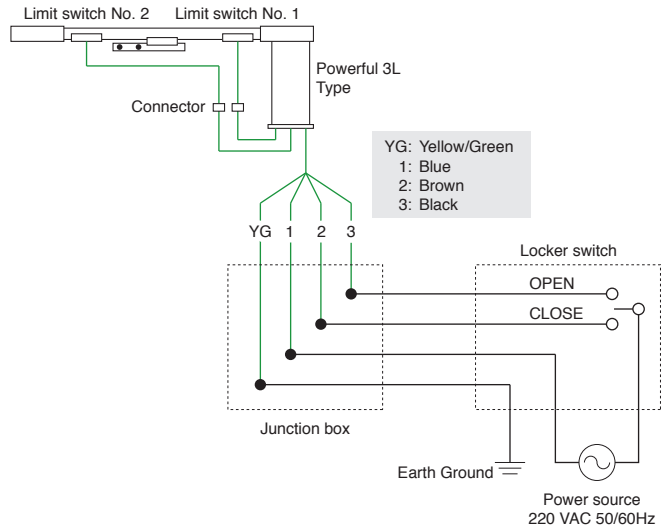 Limit switch No. 2
Limit switch No. 1
Powerful 3L
Type
Connector
YG: Yellow/Green
1: Blue
2: Brown
3: Black
YG
1
2
3
Locker switch
OPEN
CLOSE
Junction box
Earth Ground
Power source
220 VAC 50/60Hz